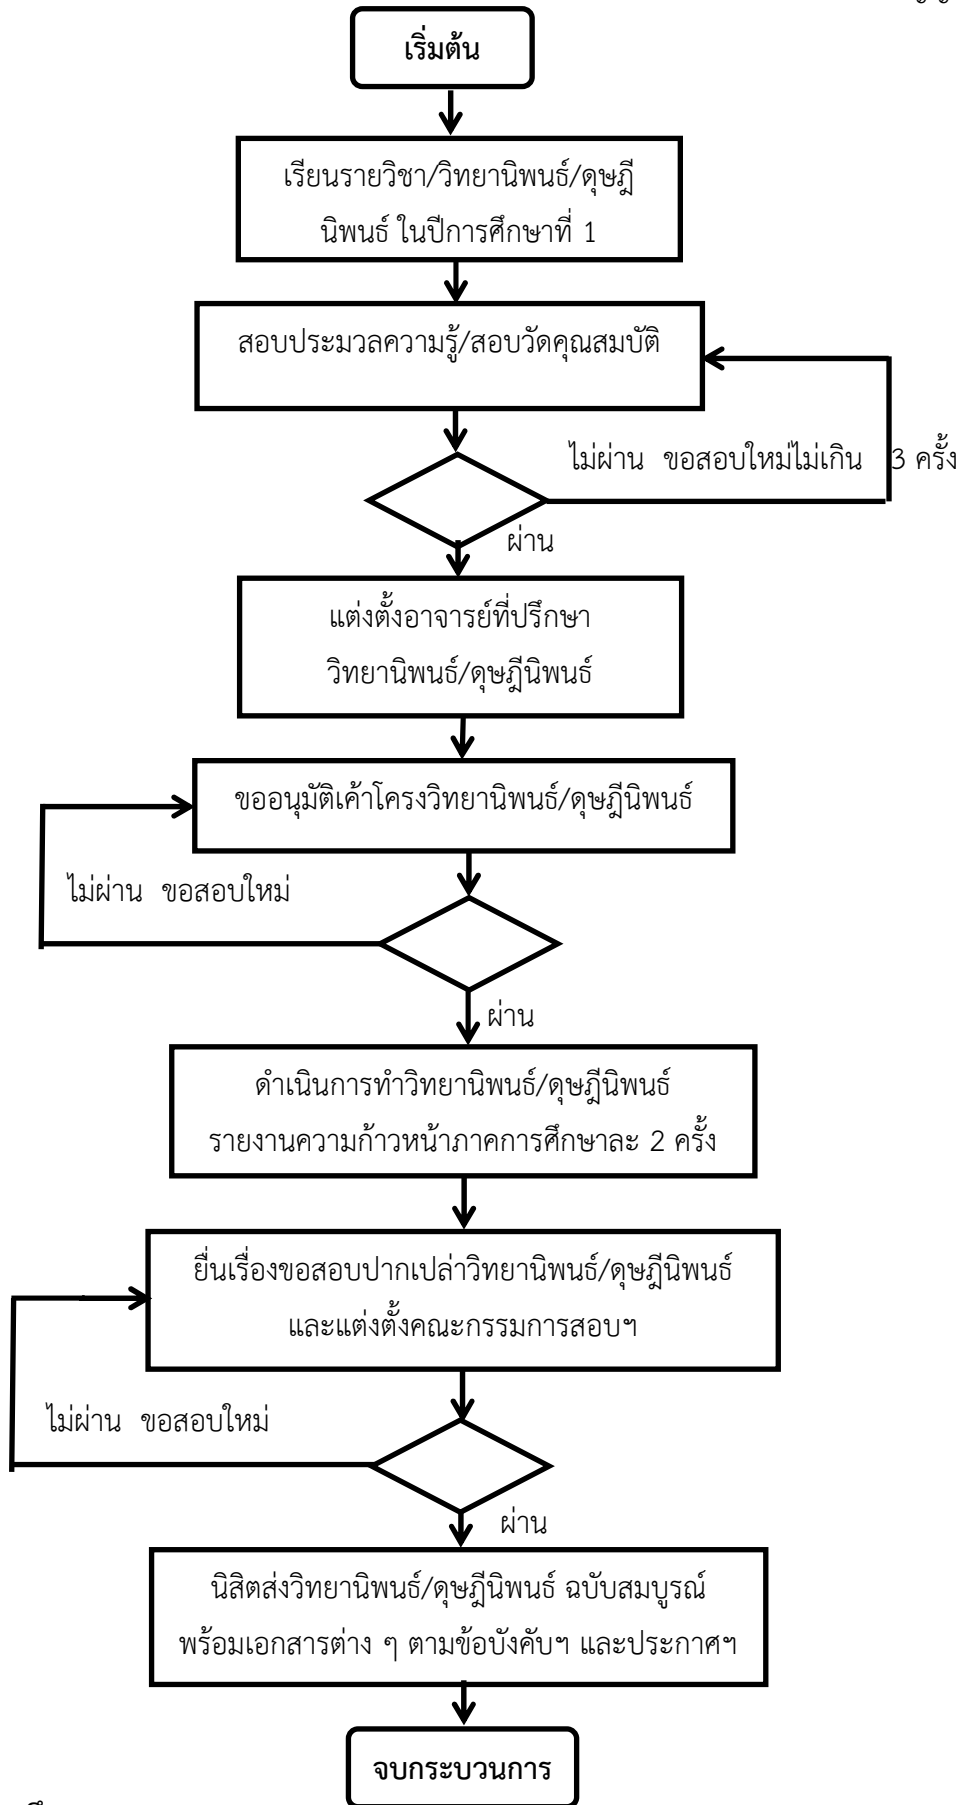 เริ่มต้น
เรียนรายวิชา/วิทยานิพนธ์/ดุษฎี
นิพนธ์ ในปีการศึกษาที่ 1
สอบประมวลความรู้/สอบวัดคุณสมบัติ
ไม่ผ่าน ขอสอบใหม่ไม่เกิน 3 ครั้ง
ผ่าน
แต่งตั้งอาจารย์ที่ปรึกษา
วิทยานิพนธ์/ดุษฎีนิพนธ์
ขออนุมัติเค้าโครงวิทยานิพนธ์/ดุษฎีนิพนธ์
ไม่ผ่าน ขอสอบใหม่
ผ่าน
ดำเนินการทำวิทยานิพนธ์/ดุษฎีนิพนธ์
รายงานความก้าวหน้าภาคการศึกษาละ 2 ครั้ง
ยื่นเรื่องขอสอบปากเปล่าวิทยานิพนธ์/ดุษฎีนิพนธ์
และแต่งตั้งคณะกรรมการสอบฯ
ไม่ผ่าน ขอสอบใหม่
ผ่าน
นิสิตส่งวิทยานิพนธ์/ดุษฎีนิพนธ์ ฉบับสมบูรณ์
พร้อมเอกสารต่าง ๆ ตามข้อบังคับฯ และประกาศฯ
จบกระบวนการ